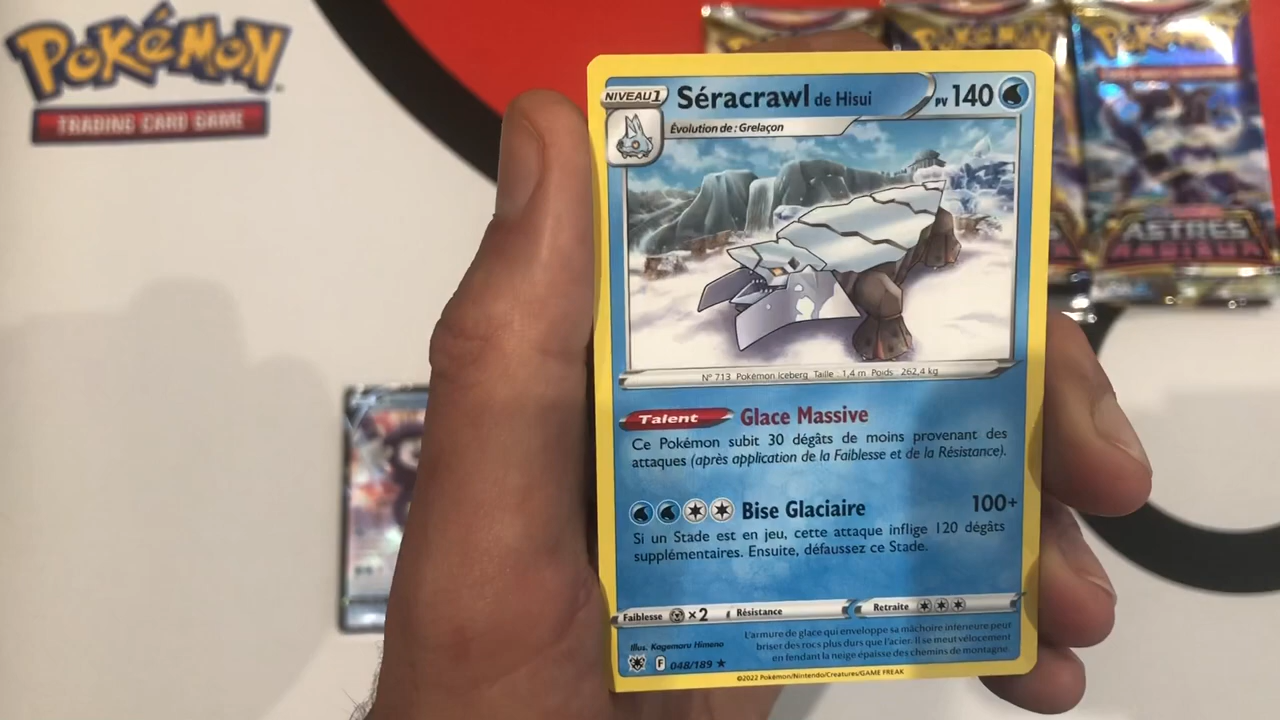 POKÉMON
TRADING CARD GAME
NIVEAU 1
Séracrawl de Hisui
PV 140
Évolution de : Grelaçon
N° 713 Pokémon Iceberg Taille : 1,4 m Poids : 262,4 kg
Talent Glace Massive
Ce Pokémon subit 30 dégâts de moins provenant des
attaques (après application de la Faiblesse et de la Résistance).
Bise Glaciaire 100+
Si un Stade est en jeu, cette attaque inflige 120 dégâts
supplémentaires. Ensuite, défaussez ce Stade.
Faiblesse ×2 Résistance Retraite
Illus. Kagemaru Himeno
F 048/189 ★
L'armure de glace qui enveloppe sa mâchoire inférieure peut
briser des rocs plus durs que l'acier. Il se meut vélocement
en fendant la neige épaisse des chemins de montagne.
©2022 Pokémon/Nintendo/Creatures/GAME FREAK
POKÉMON
ASTRES
RADIEUX